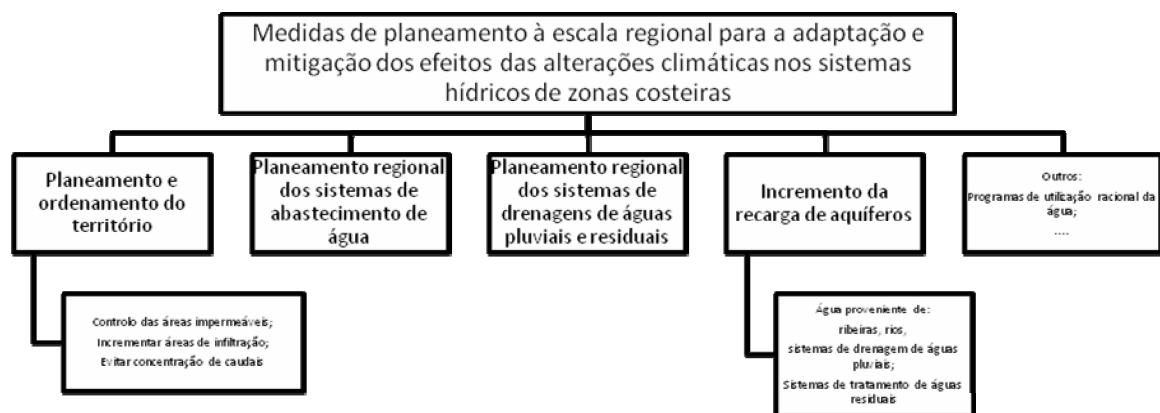 Medidas de planeamento à escala regional para a adaptação e
mitigação dos efeitos das alterações climáticas nos sistemas
hídricos de zonas costeiras
Planeamento e
ordenamento do
território
Planeamento regional
dos sistemas de
abastecimento de
água
Planeamento regional
dos sistemas de
drenagens de águas
pluviais e residuais
Incremento da
recarga de aquíferos
Outros:
Programas de utilização racional da
água;
....
Controlo das áreas impermeáveis;
Incrementar áreas de infiltração;
Evitar concentração de caudais
Água proveniente de:
ribeiras, rios,
sistemas de drenagem de águas
pluviais;
Sistemas de tratamento de águas
residuais